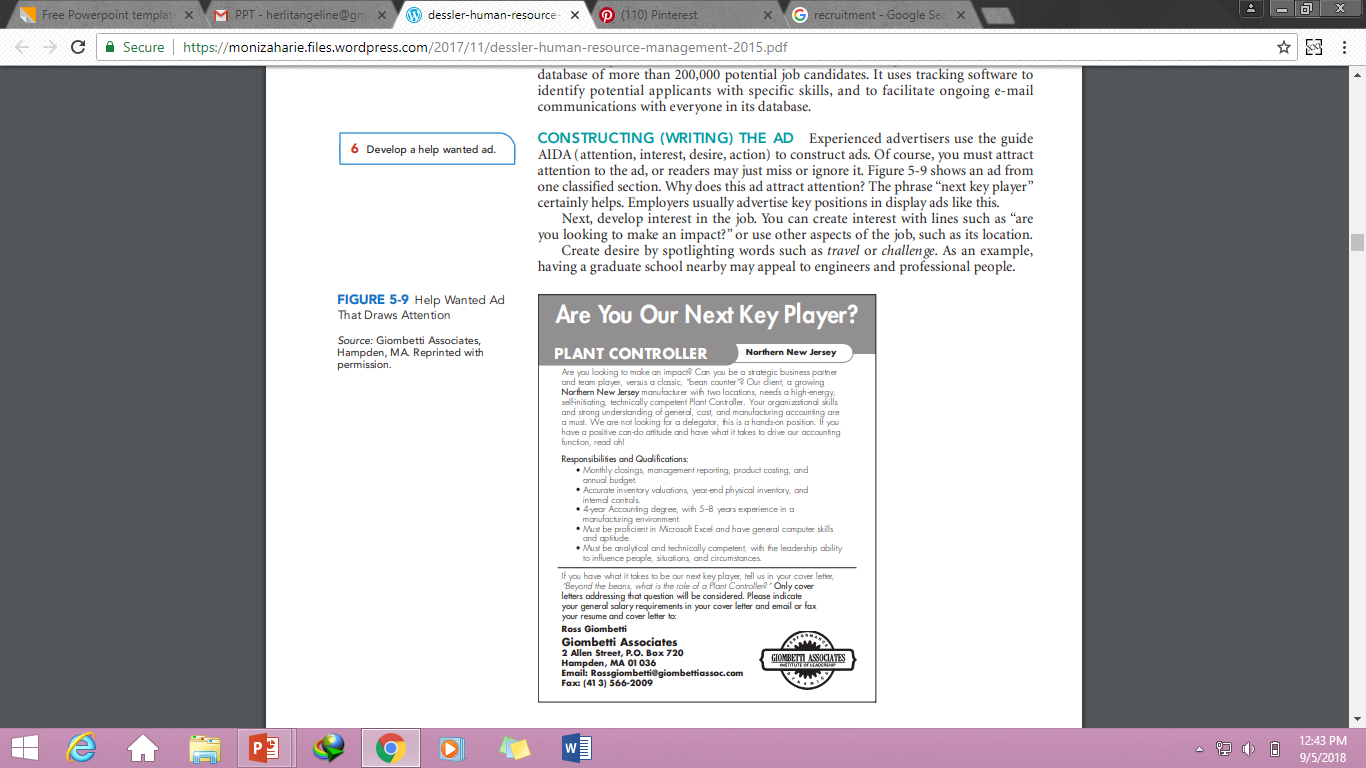 Free Powerpoint templat
PPT - herlitangeline@gm
dessler-human-resource-
(110) Pinterest
recruitment - Google Sea
Secure
https://monizaharie.files.wordpress.com/2017/11/dessler-human-resource-management-2015.pdf
database of more than 200,000 potential job candidates. It uses tracking software to
identify potential applicants with specific skills, and to facilitate ongoing e-mail
communications with everyone in its database.
6 Develop a help wanted ad.
CONSTRUCTING (WRITING) THE AD Experienced advertisers use the guide
AIDA (attention, interest, desire, action) to construct ads. Of course, you must attract
attention to the ad, or readers may just miss or ignore it. Figure 5-9 shows an ad from
one classified section. Why does this ad attract attention? The phrase “next key player”
certainly helps. Employers usually advertise key positions in display ads like this.
Next, develop interest in the job. You can create interest with lines such as “are
you looking to make an impact?” or use other aspects of the job, such as its location.
Create desire by spotlighting words such as travel or challenge. As an example,
having a graduate school nearby may appeal to engineers and professional people.
FIGURE 5-9 Help Wanted Ad
That Draws Attention
Source: Giombetti Associates,
Hampden, MA. Reprinted with
permission.
Are You Our Next Key Player?
PLANT CONTROLLER
Northern New Jersey
Are you looking to make an impact? Can you be a strategic business partner
and team player, versus a classic, “bean counter”? Our client, a growing
Northern New Jersey manufacturer with two locations, needs a high-energy,
self-initiating, technically competent Plant Controller. Your organizational skills
and strong understanding of general, cost, and manufacturing accounting are
a must. We are not looking for a delegator, this is a hands-on position. If you
have a positive can-do attitude and have what it takes to drive our accounting
function, read oh!
Responsibilities and Qualifications:
• Monthly closings, management reporting, product costing, and
annual budget.
• Accurate inventory valuations, year-end physical inventory, and
internal controls.
• 4-year Accounting degree, with 5–8 years experience in a
manufacturing environment.
• Must be proficient in Microsoft Excel and have general computer skills
and aptitude.
• Must be analytical and technically competent, with the leadership ability
to influence people, situations, and circumstances.
If you have what it takes to be our next key player, tell us in your cover letter,
“Beyond the beans, what is the role of a Plant Controller?” Only cover
letters addressing that question will be considered. Please indicate
your general salary requirements in your cover letter and email or fax
your resume and cover letter to:
Ross Giombetti
Giombetti Associates
2 Allen Street, P.O. Box 720
Hampden, MA 01036
Email: Rossgiombetti@giombettiassoc.com
Fax: (413) 566-2009
PERFORMANCE
GIOMBETTI ASSOCIATES
INSTITUTE OF LEADERSHIP
DYNAMICS
12:43 PM
9/5/2018